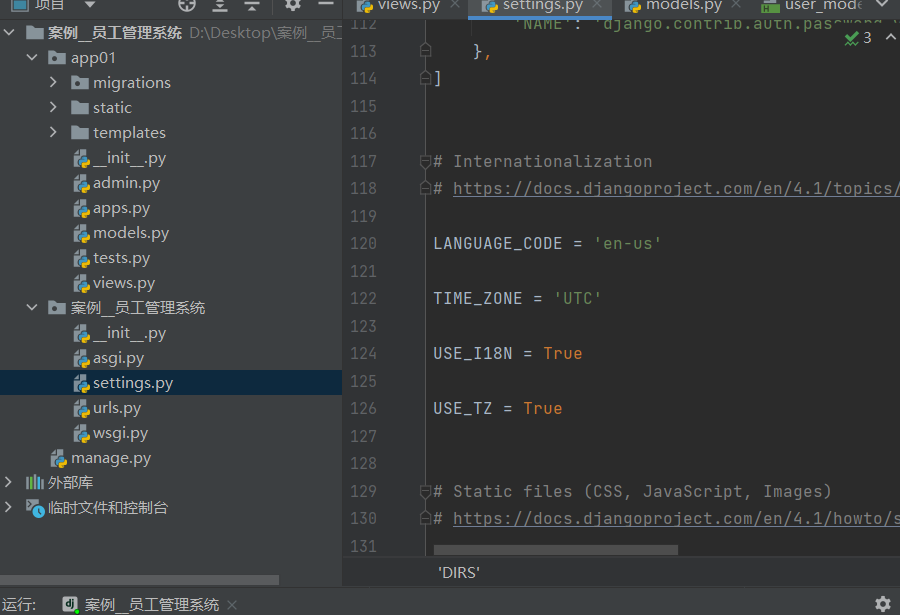 项目
views.py
settings.py
models.py
user_mode
案例__员工管理系统 D:\Desktop\案例__员工
app01
migrations
static
templates
__init__.py
admin.py
apps.py
models.py
tests.py
views.py
案例__员工管理系统
__init__.py
asgi.py
settings.py
urls.py
wsgi.py
manage.py
外部库
临时文件和控制台
112 'NAME': 'django.contrib.auth.password_v
3
113 },
114 ]
115
116
117 # Internationalization
118 # https://docs.djangoproject.com/en/4.1/topics/
119
120 LANGUAGE_CODE = 'en-us'
121
122 TIME_ZONE = 'UTC'
123
124 USE_I18N = True
125
126 USE_TZ = True
127
128
129 # Static files (CSS, JavaScript, Images)
130 # https://docs.djangoproject.com/en/4.1/howto/s
131
'DIRS'
运行: dj 案例__员工管理系统